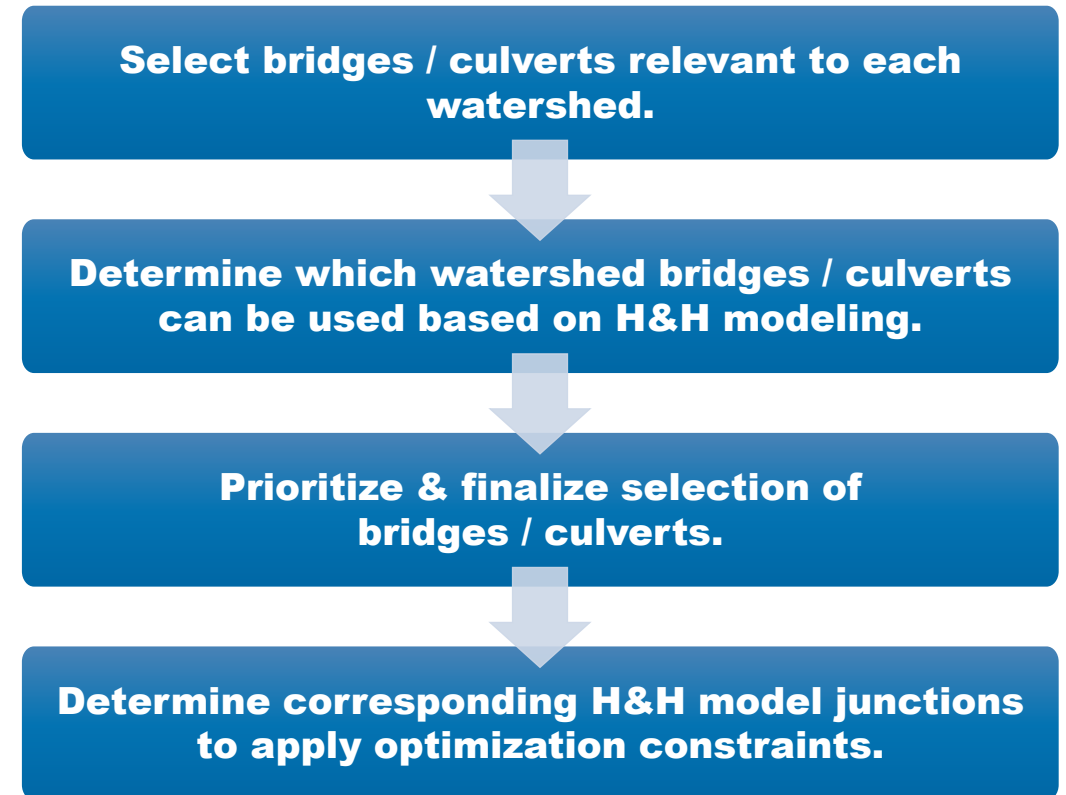 Select bridges / culverts relevant to each
watershed.
Determine which watershed bridges / culverts
can be used based on H&H modeling.
Prioritize & finalize selection of
bridges / culverts.
Determine corresponding H&H model junctions
to apply optimization constraints.